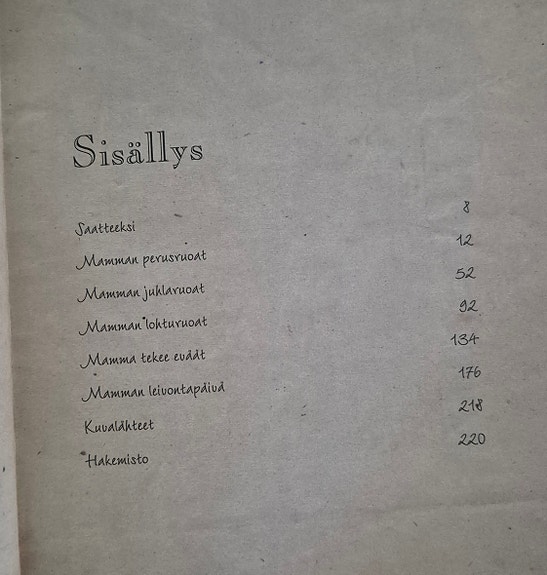 Sisällys
Saatteeksi 8
Mamman perusruoat 12
Mamman juhlaruoat 52
Mamman lohturuoat 92
Mamma tekee eväät 134
Mamman leivontapäivä 176
Kuvalähteet 218
Hakemisto 220